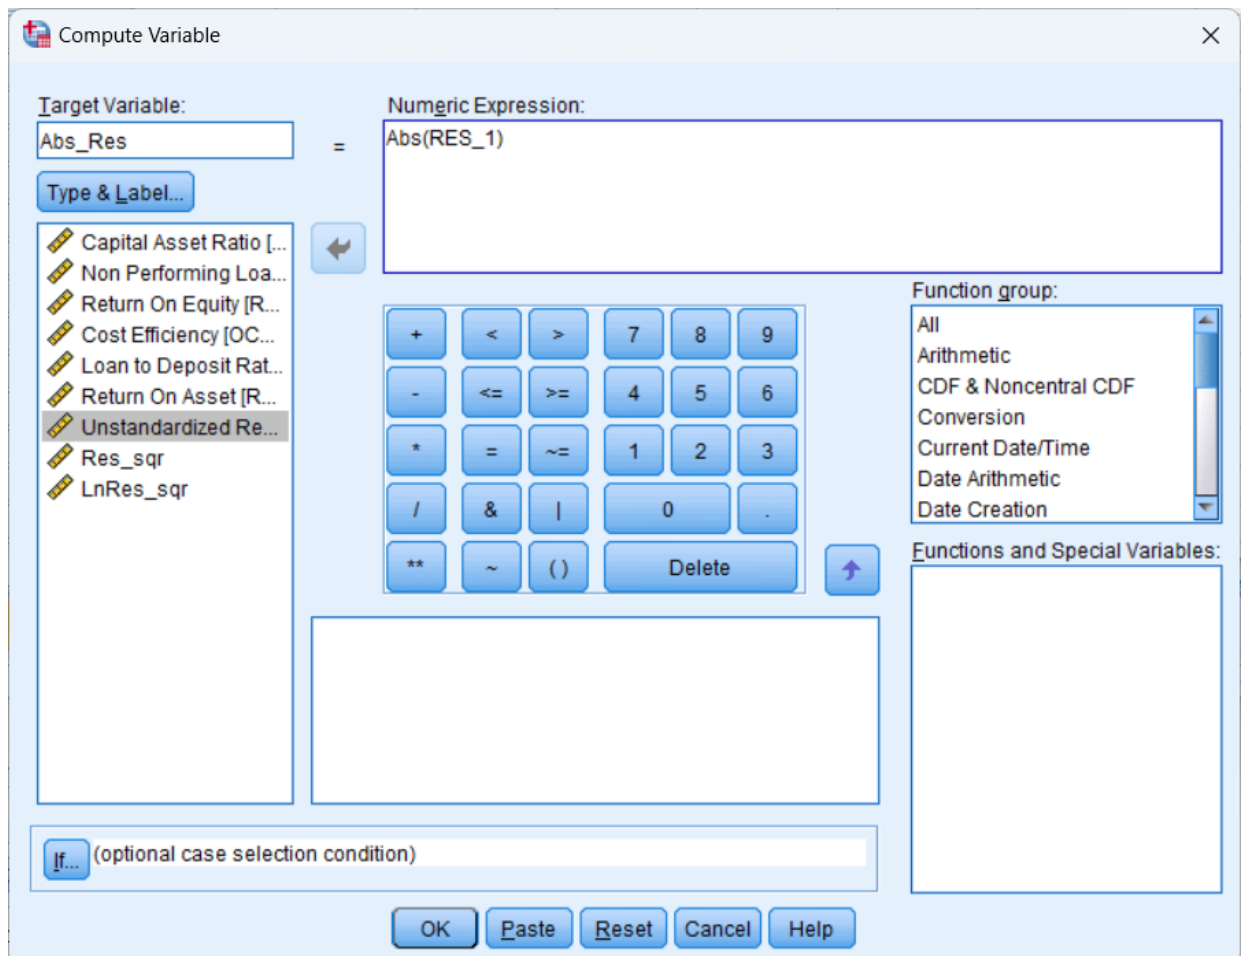 Compute Variable
Target Variable:
Abs_Res
=
Numeric Expression:
Abs(RES_1)
Type & Label...
Capital Asset Ratio [...
Non Performing Loa...
Return On Equity [R...
Cost Efficiency [OC...
Loan to Deposit Rat...
Return On Asset [R...
Unstandardized Re...
Res_sqr
LnRes_sqr
+ < > 7 8 9
- <= >= 4 5 6
* = ~= 1 2 3
/ & | 0 .
** ~ ( ) Delete
Function group:
All
Arithmetic
CDF & Noncentral CDF
Conversion
Current Date/Time
Date Arithmetic
Date Creation
Functions and Special Variables:
If... (optional case selection condition)
OK Paste Reset Cancel Help